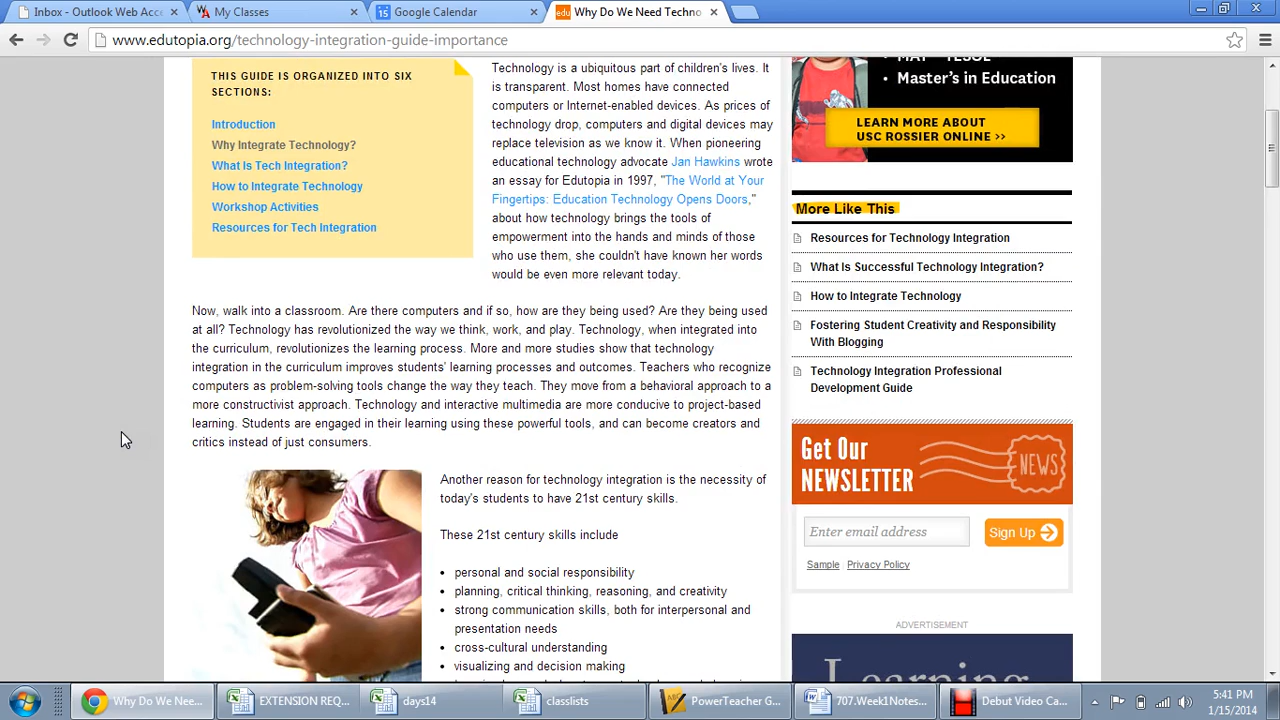 Inbox - Outlook Web Acc
My Classes
Google Calendar
edu
Why Do We Need Techno
www.edutopia.org/technology-integration-guide-importance
THIS GUIDE IS ORGANIZED INTO SIX
SECTIONS:
Introduction
Why Integrate Technology?
What Is Tech Integration?
How to Integrate Technology
Workshop Activities
Resources for Tech Integration
Technology is a ubiquitous part of children's lives. It
is transparent. Most homes have connected
computers or Internet-enabled devices. As prices of
technology drop, computers and digital devices may
replace television as we know it. When pioneering
educational technology advocate Jan Hawkins wrote
an essay for Edutopia in 1997, "The World at Your
Fingertips: Education Technology Opens Doors,"
about how technology brings the tools of
empowerment into the hands and minds of those
who use them, she couldn't have known her words
would be even more relevant today.
Now, walk into a classroom. Are there computers and if so, how are they being used? Are they being used
at all? Technology has revolutionized the way we think, work, and play. Technology, when integrated into
the curriculum, revolutionizes the learning process. More and more studies show that technology
integration in the curriculum improves students' learning processes and outcomes. Teachers who recognize
computers as problem-solving tools change the way they teach. They move from a behavioral approach to a
more constructivist approach. Technology and interactive multimedia are more conducive to project-based
learning. Students are engaged in their learning using these powerful tools, and can become creators and
critics instead of just consumers.
Another reason for technology integration is the necessity of
today's students to have 21st century skills.
These 21st century skills include
• personal and social responsibility
• planning, critical thinking, reasoning, and creativity
• strong communication skills, both for interpersonal and
presentation needs
• cross-cultural understanding
• visualizing and decision making
• MAT - TESOL
• Master's in Education
LEARN MORE ABOUT
USC ROSSIER ONLINE >>
More Like This
Resources for Technology Integration
What Is Successful Technology Integration?
How to Integrate Technology
Fostering Student Creativity and Responsibility
With Blogging
Technology Integration Professional
Development Guide
Get Our
NEWSLETTER
NEWS
Enter email address
Sign Up
Sample
Privacy Policy
ADVERTISEMENT
Learning
Why Do We Nee...
EXTENSION REQ...
days14
classlists
PowerTeacher G...
707.Week1Notes...
Debut Video Ca...
5:41 PM
1/15/2014